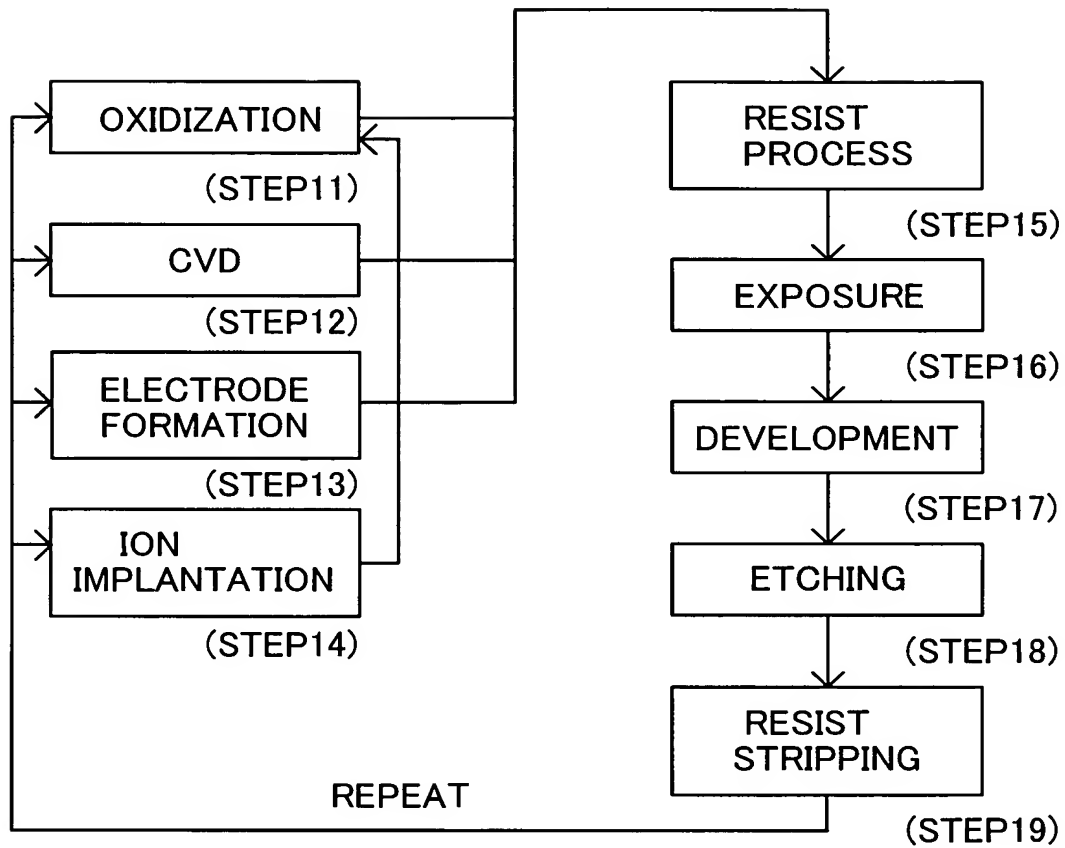 OXIDIZATION
(STEP11)
CVD
(STEP12)
ELECTRODE
FORMATION
(STEP13)
ION
IMPLANTATION
(STEP14)
RESIST
PROCESS
(STEP15)
EXPOSURE
(STEP16)
DEVELOPMENT
(STEP17)
ETCHING
(STEP18)
RESIST
STRIPPING
(STEP19)
REPEAT